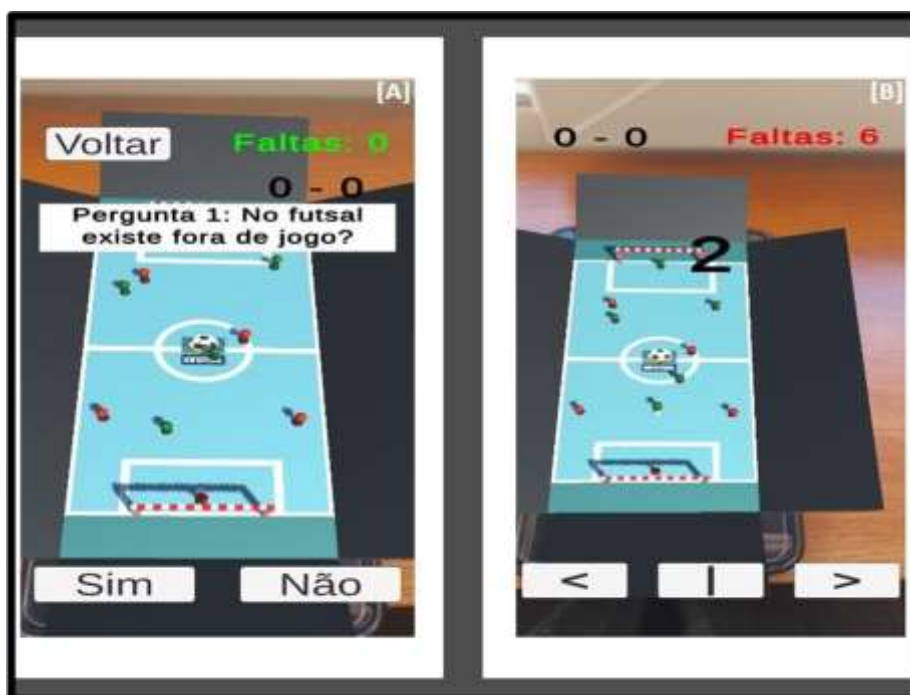 [A]
Voltar
Faltas: 0
0 - 0
Pergunta 1: No futsal
existe fora de jogo?
Sim
Não
[B]
0 - 0
Faltas: 6
2
<
|
>